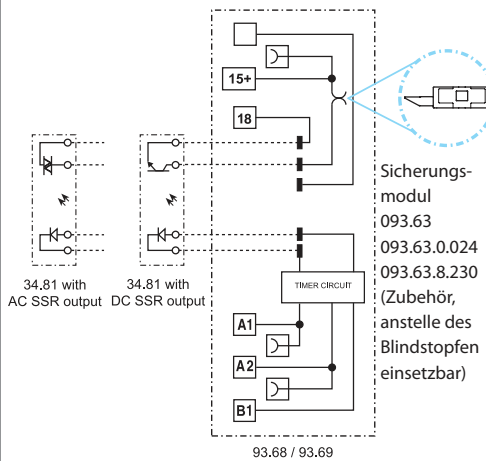 15+
18
Sicherungs-
modul
093.63
093.63.0.024
093.63.8.230
(Zubehör,
anstelle des
Blindstopfen
einsetzbar)
34.81 with
AC SSR output
34.81 with
DC SSR output
TIMER CIRCUIT
A1
A2
B1
93.68 / 93.69